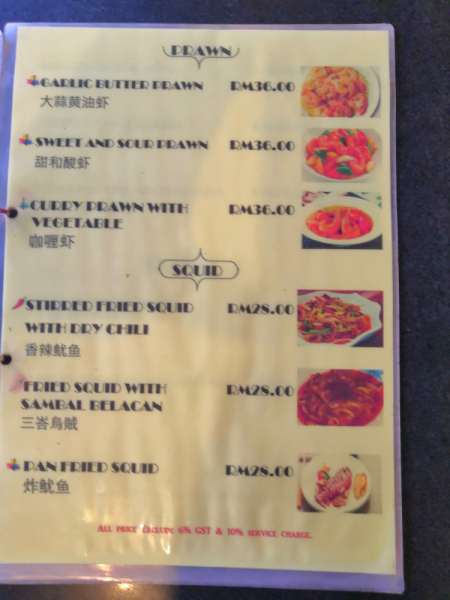 PRAWN
GARLIC BUTTER PRAWN RM36.00
大蒜黄油虾
SWEET AND SOUR PRAWN RM36.00
甜和酸虾
CURRY PRAWN WITH RM36.00
VEGETABLE
咖喱虾
SQUID
STIRRED FRIED SQUID RM28.00
WITH DRY CHILI
香辣鱿鱼
FRIED SQUID WITH RM28.00
SAMBAL BELACAN
三峇烏贼
PAN FRIED SQUID RM28.00
炸鱿鱼
ALL PRICE EXCLUDE 6% GST & 10% SERVICE CHARGE.